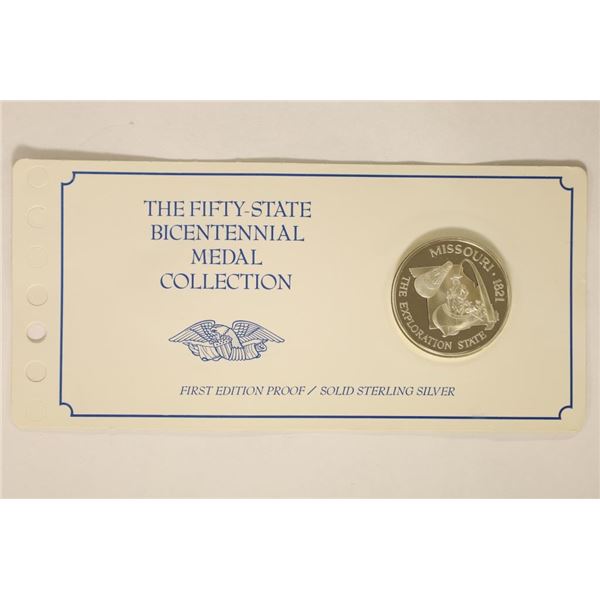 THE FIFTY-STATE
BICENTENNIAL
MEDAL
COLLECTION
FIRST EDITION PROOF / SOLID STERLING SILVER
MISSOURI · 1821
THE EXPLORATION STATE